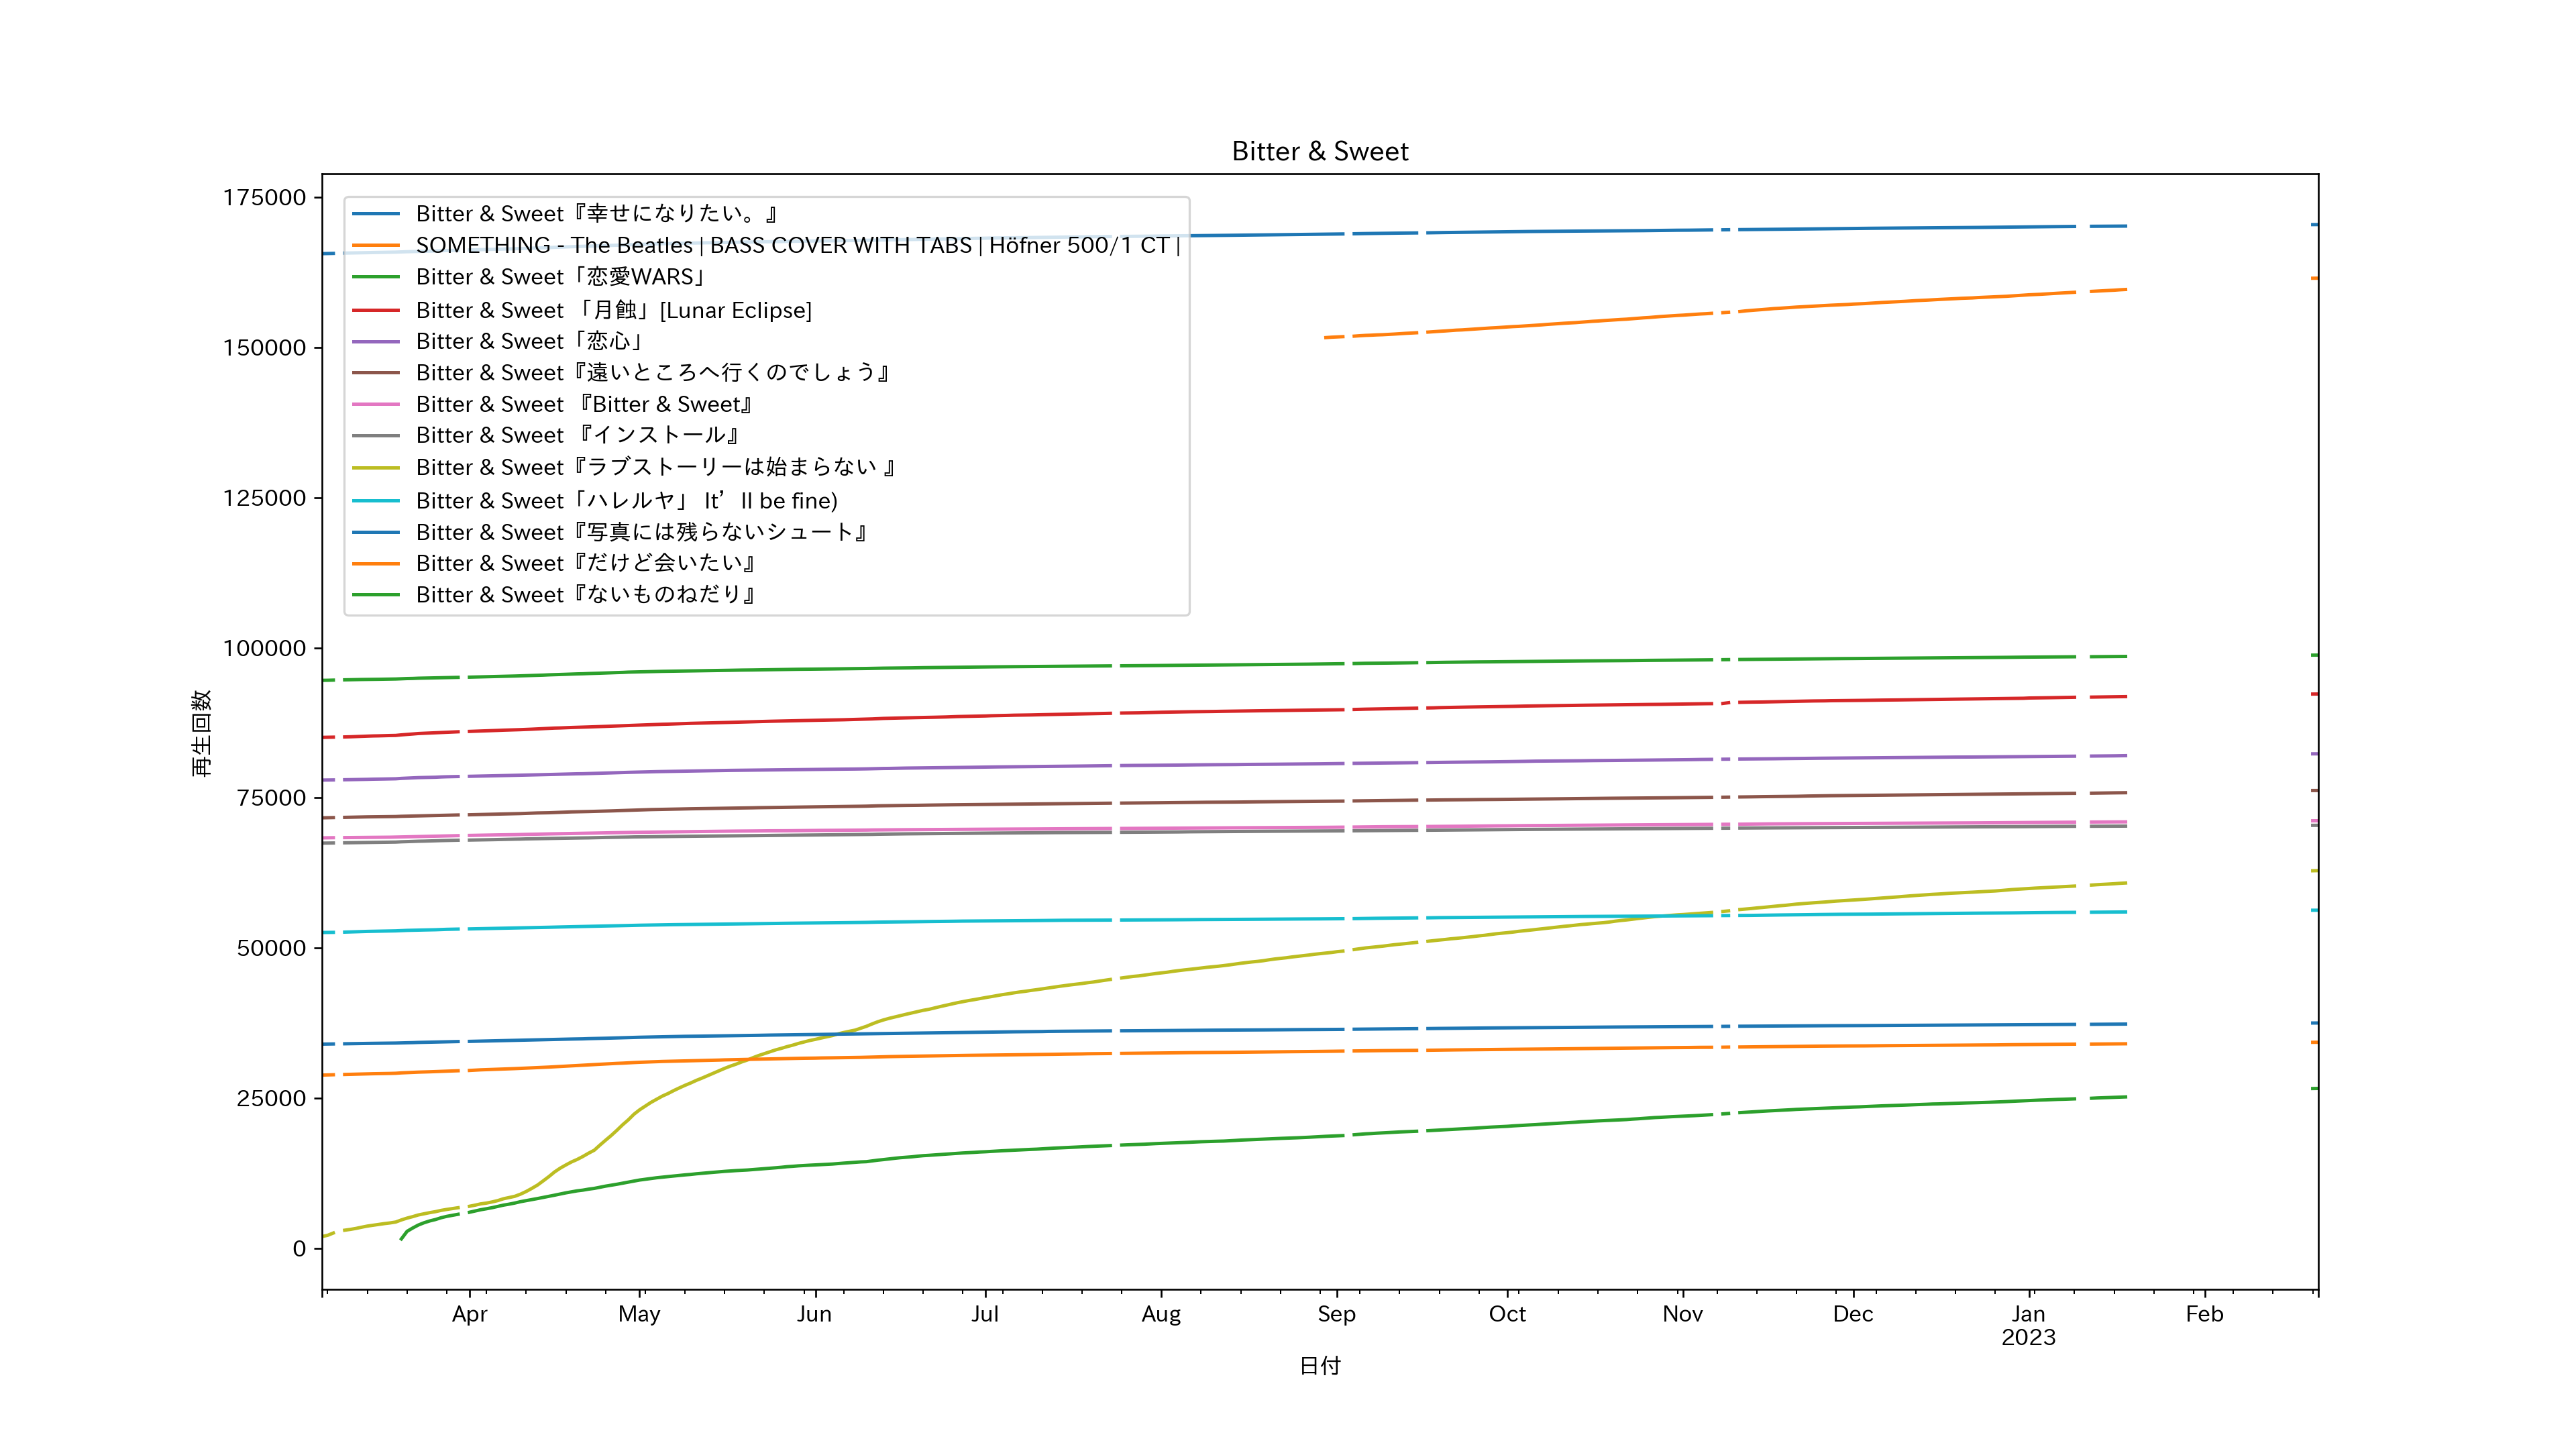 Bitter & Sweet
175000
150000
125000
100000
75000
50000
25000
0
再生回数
Bitter & Sweet『幸せになりたい。』
SOMETHING - The Beatles | BASS COVER WITH TABS | Höfner 500/1 CT |
Bitter & Sweet「恋愛WARS」
Bitter & Sweet 「月蝕」[Lunar Eclipse]
Bitter & Sweet「恋心」
Bitter & Sweet『遠いところへ行くのでしょう』
Bitter & Sweet 『Bitter & Sweet』
Bitter & Sweet 『インストール』
Bitter & Sweet『ラブストーリーは始まらない 』
Bitter & Sweet「ハレルヤ」 It’ll be fine)
Bitter & Sweet『写真には残らないシュート』
Bitter & Sweet『だけど会いたい』
Bitter & Sweet『ないものねだり』
Apr May Jun Jul Aug Sep Oct Nov Dec Jan Feb
2023
日付